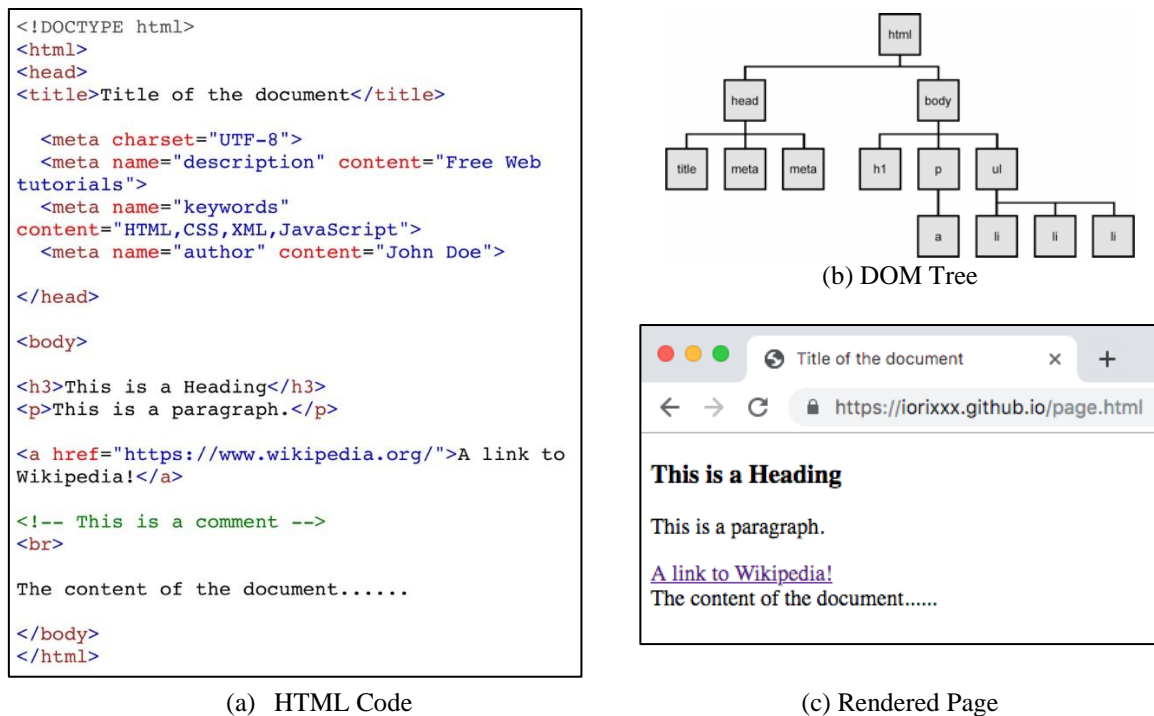 <!DOCTYPE html>
<html>
<head>
<title>Title of the document</title>
<meta charset="UTF-8">
<meta name="description" content="Free Web
tutorials">
<meta name="keywords"
content="HTML,CSS,XML,JavaScript">
<meta name="author" content="John Doe">
</head>
<body>
<h3>This is a Heading</h3>
<p>This is a paragraph.</p>
<a href="https://www.wikipedia.org/">A link to
Wikipedia!</a>
<!-- This is a comment -->
<br>
The content of the document......
</body>
</html>
(a) HTML Code
html
head body
title meta meta h1 p ul
a li li li
(b) DOM Tree
Title of the document
https://iorixxx.github.io/page.html
This is a Heading
This is a paragraph.
A link to Wikipedia!
The content of the document......
(c) Rendered Page